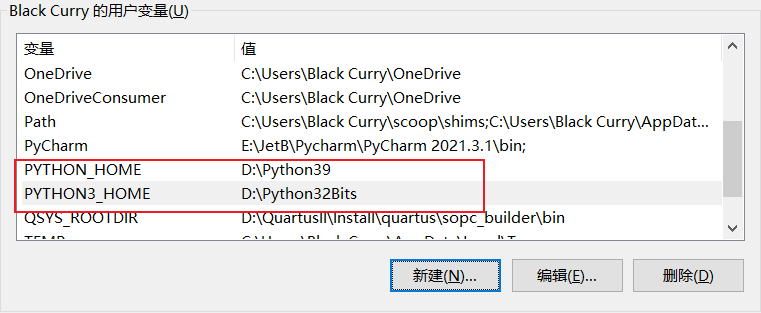 Black Curry 的用户变量(U)
变量 值
OneDrive C:\Users\Black Curry\OneDrive
OneDriveConsumer C:\Users\Black Curry\OneDrive
Path C:\Users\Black Curry\scoop\shims;C:\Users\Black Curry\AppDat...
PyCharm E:\JetB\Pycharm\PyCharm 2021.3.1\bin;
PYTHON_HOME D:\Python39
PYTHON3_HOME D:\Python32Bits
QSYS_ROOTDIR D:\QuartusII\Install\quartus\sopc_builder\bin
新建(N)... 编辑(E)... 删除(D)